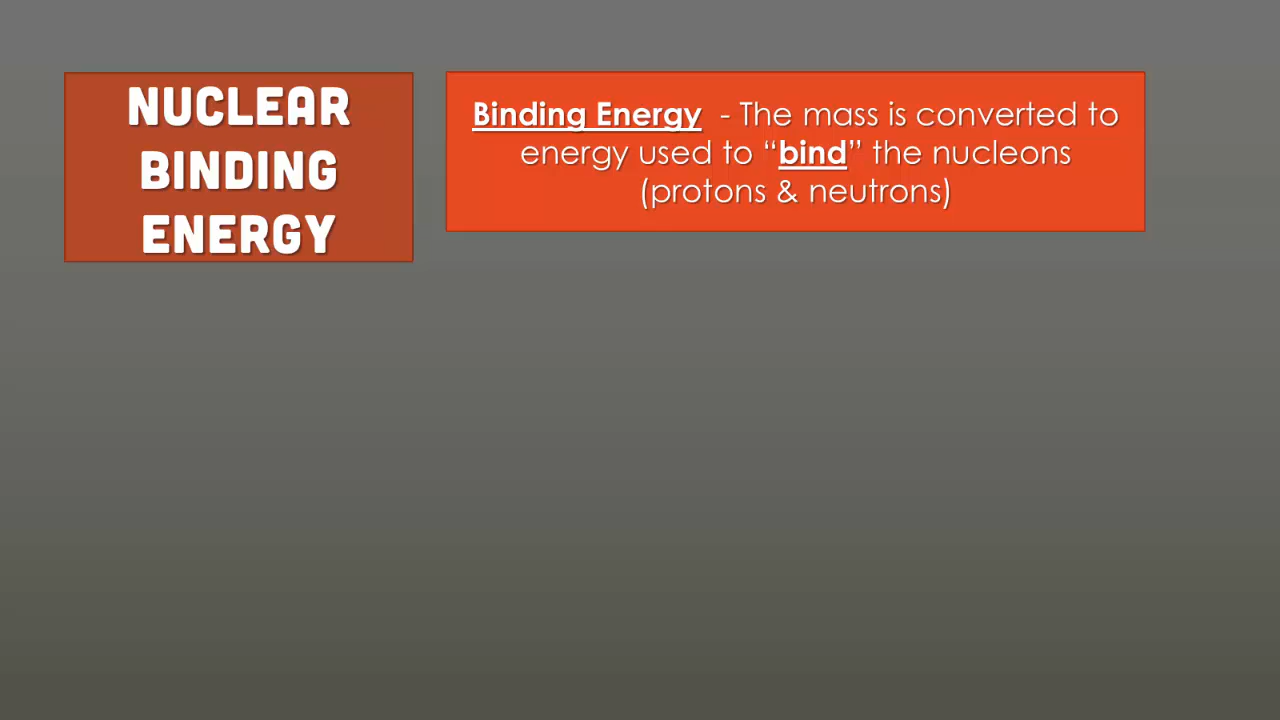 NUCLEAR
BINDING
ENERGY
Binding Energy - The mass is converted to
energy used to “bind” the nucleons
(protons & neutrons)